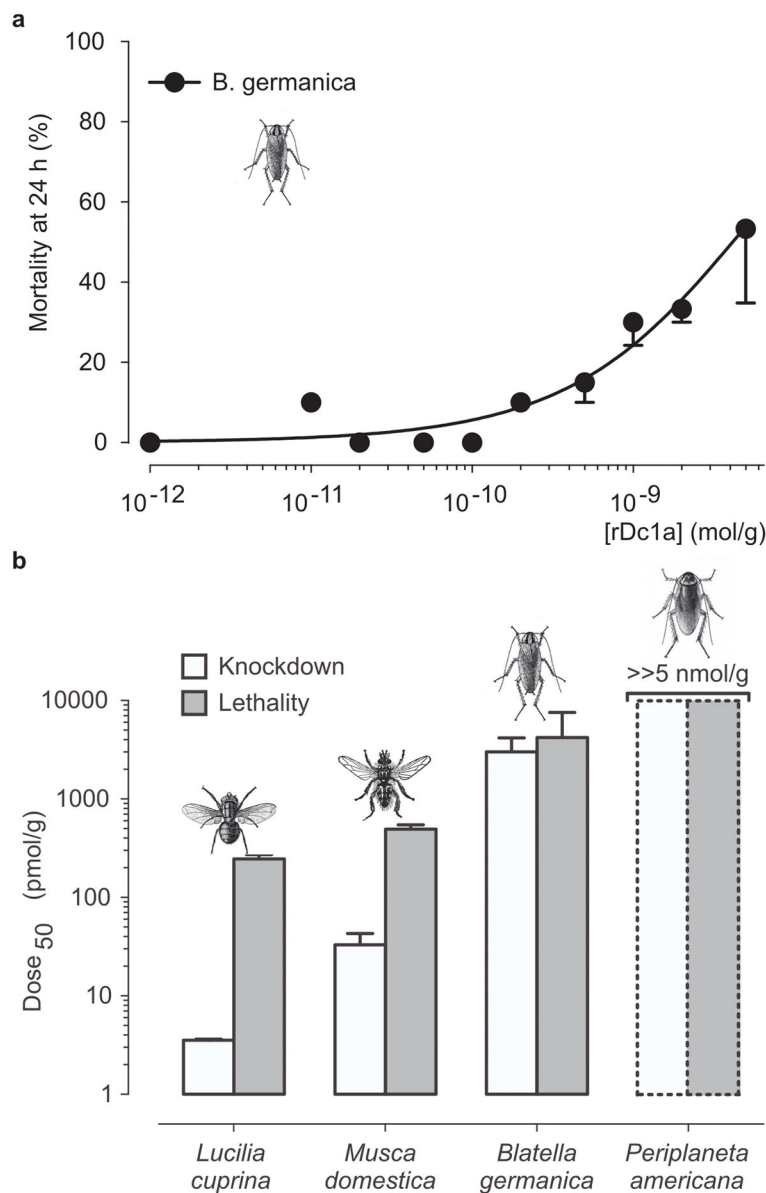 a
100
80
60
40
20
0
Mortality at 24 h (%)
B. germanica
10-12
10-11
10-10
10-9
[rDc1a] (mol/g)
b
Knockdown
Lethality
>>5 nmol/g
10000
1000
100
10
1
Dose 50 (pmol/g)
Lucilia
cuprina
Musca
domestica
Blatella
germanica
Periplaneta
americana